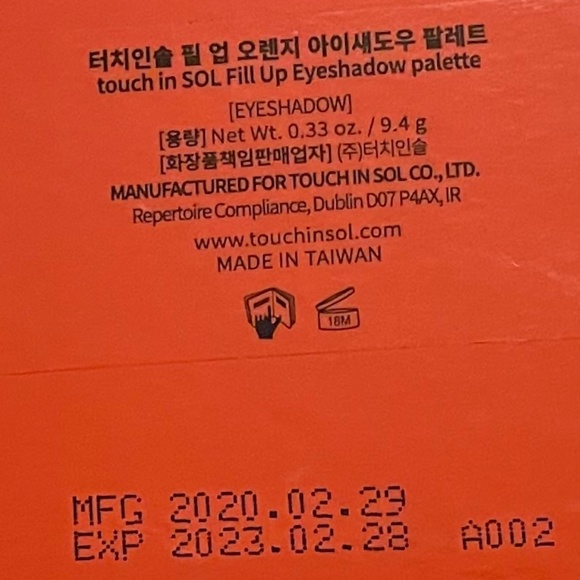 터치인솔 필 업 오렌지 아이섀도우 팔레트
touch in SOL Fill Up Eyeshadow palette
[EYESHADOW]
[용량] Net Wt. 0.33 oz. / 9.4 g
[화장품책임판매업자] (주)터치인솔
MANUFACTURED FOR TOUCH IN SOL CO., LTD.
Repertoire Compliance, Dublin D07 P4AX, IR
www.touchinsol.com
MADE IN TAIWAN
18M
MFG 2020.02.29
EXP 2023.02.28 A002